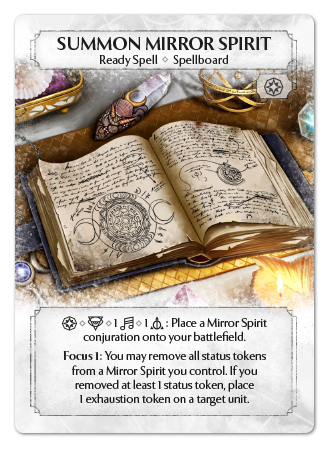 SUMMON MIRROR SPIRIT
Ready Spell ◇ Spellboard
◇ ◇ 1 ◇ 1 : Place a Mirror Spirit
conjuration onto your battlefield.
Focus 1: You may remove all status tokens
from a Mirror Spirit you control. If you
removed at least 1 status token, place
1 exhaustion token on a target unit.